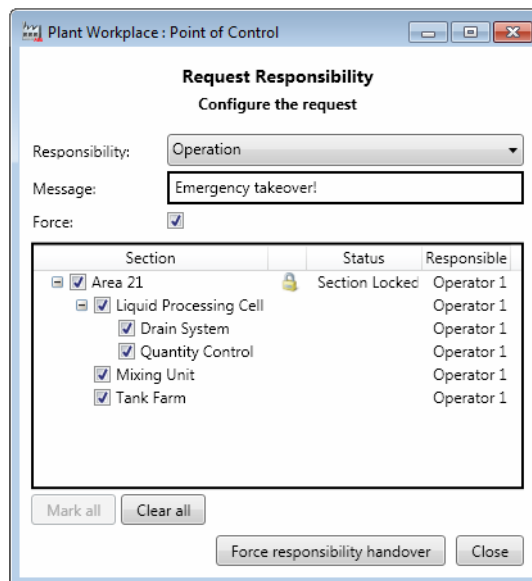 Plant Workplace : Point of Control
Request Responsibility
Configure the request
Responsibility: Operation
Message: Emergency takeover!
Force:
Section Status Responsible
Area 21 Section Locked Operator 1
Liquid Processing Cell Operator 1
Drain System Operator 1
Quantity Control Operator 1
Mixing Unit Operator 1
Tank Farm Operator 1
Mark all Clear all
Force responsibility handover Close